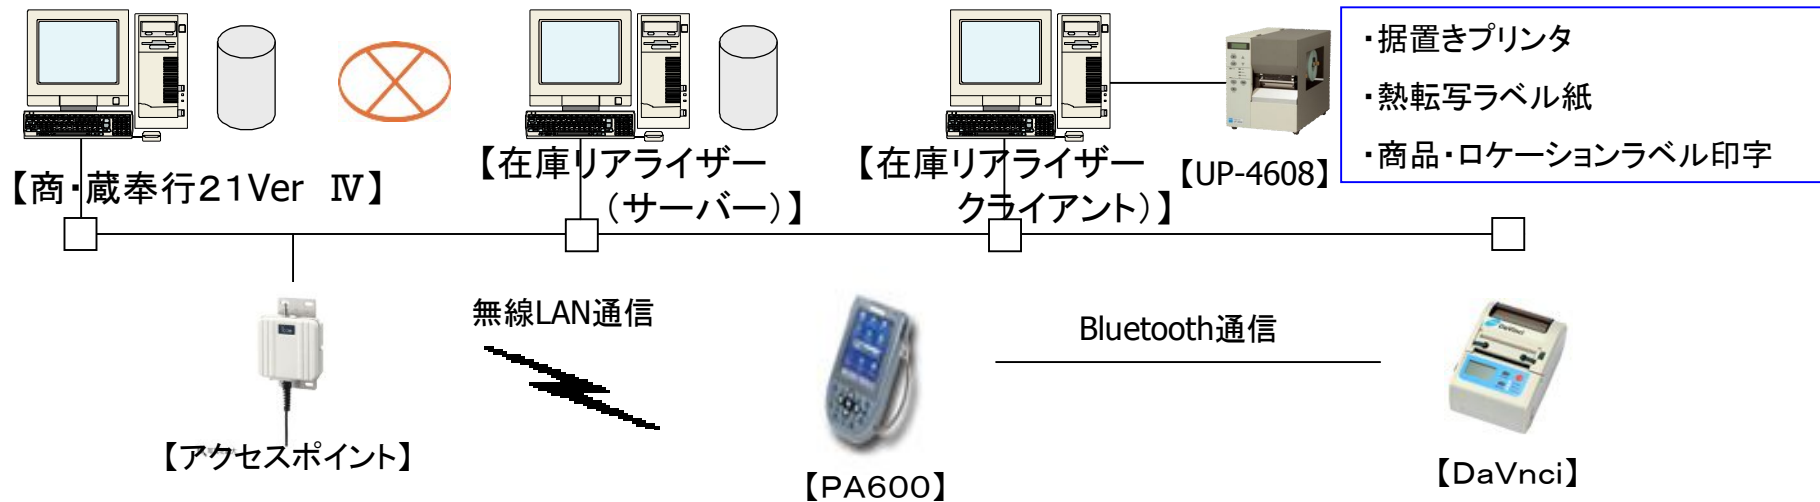 ・据置きプリンタ
・熱転写ラベル紙
・商品・ロケーションラベル印字
【商・蔵奉行２１Ver Ⅳ】
【在庫リアライザー
（サーバー）】
【在庫リアライザー
クライアント）】
【UP-4608】
無線LAN通信
Bluetooth通信
DaVnci
【アクセスポイント】
【PA600】
【DaVnci】